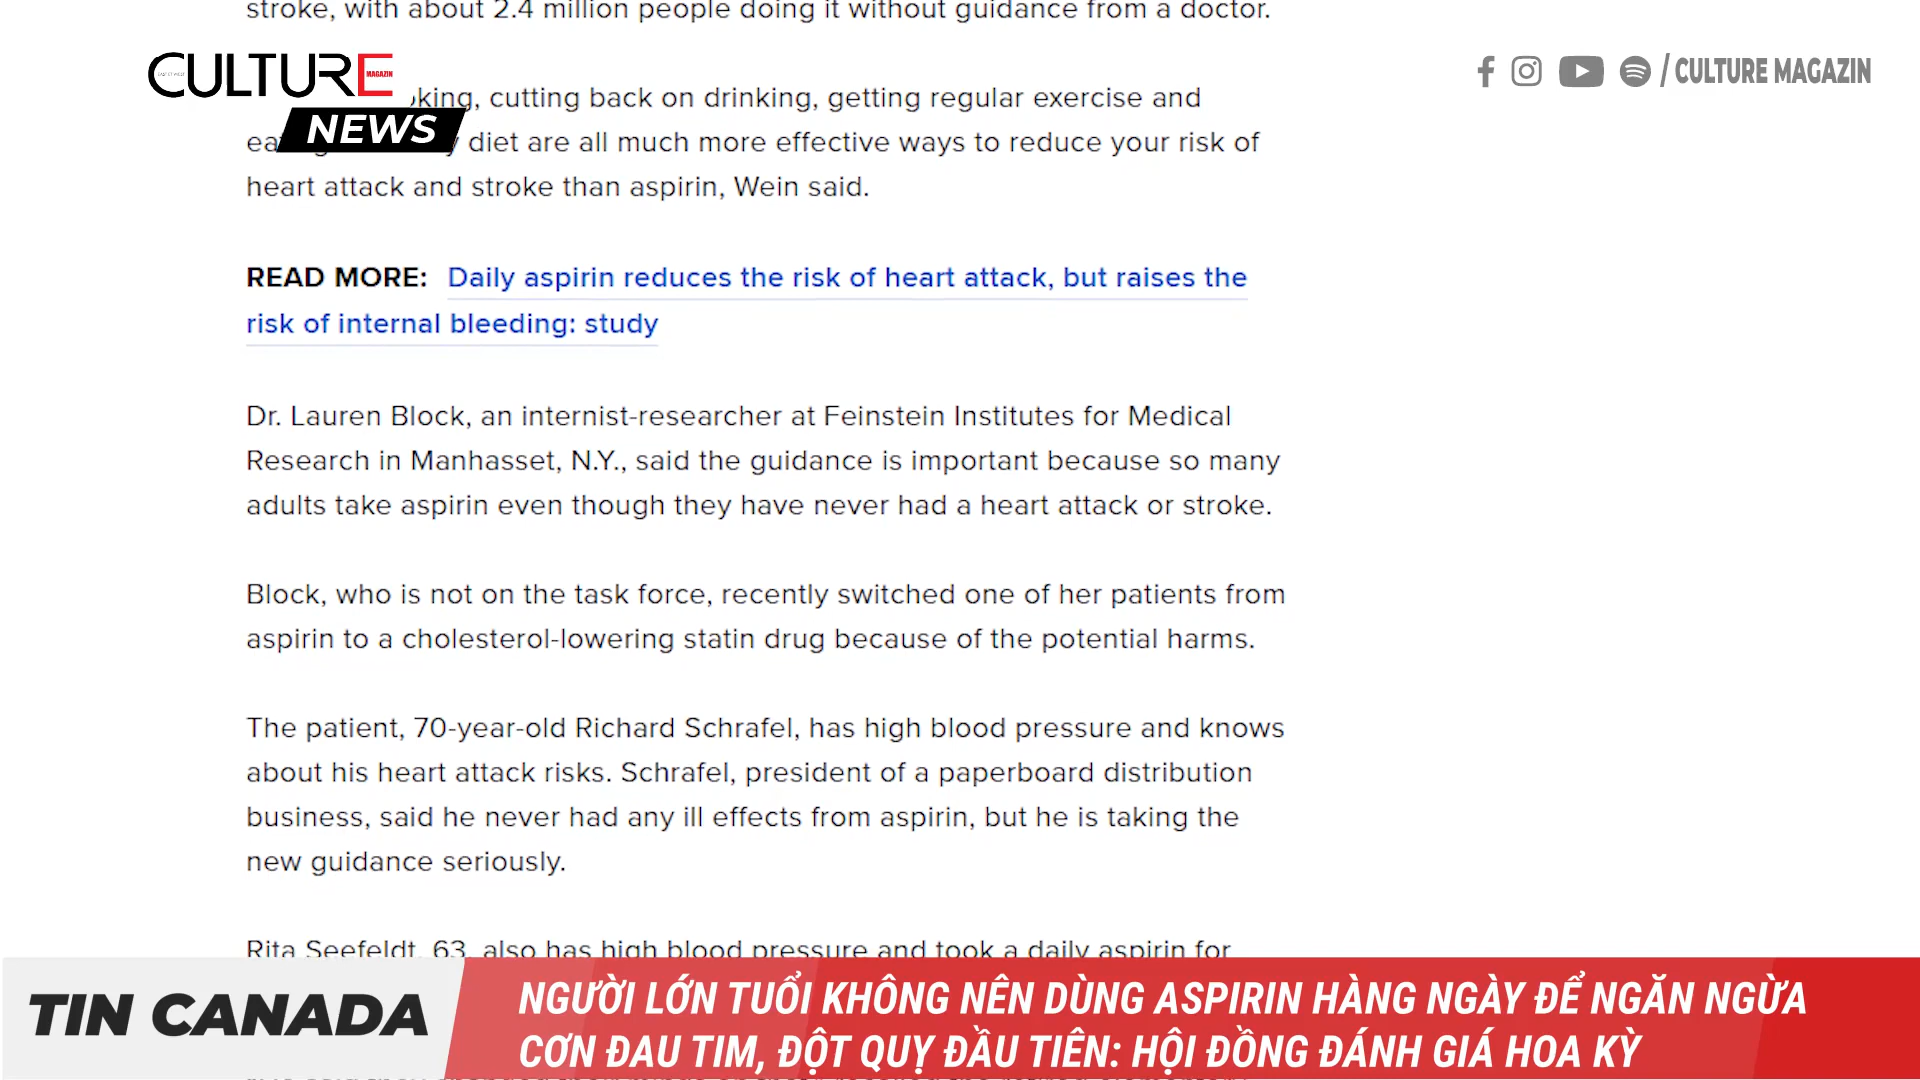 stroke, with about 2.4 million people doing it without guidance from a doctor.
CULTURE
MAGAZIN
/ CULTURE MAGAZIN
king, cutting back on drinking, getting regular exercise and
NEWS
diet are all much more effective ways to reduce your risk of
heart attack and stroke than aspirin, Wein said.
READ MORE: Daily aspirin reduces the risk of heart attack, but raises the
risk of internal bleeding: study
Dr. Lauren Block, an internist-researcher at Feinstein Institutes for Medical
Research in Manhasset, N.Y., said the guidance is important because so many
adults take aspirin even though they have never had a heart attack or stroke.
Block, who is not on the task force, recently switched one of her patients from
aspirin to a cholesterol-lowering statin drug because of the potential harms.
The patient, 70-year-old Richard Schrafel, has high blood pressure and knows
about his heart attack risks. Schrafel, president of a paperboard distribution
business, said he never had any ill effects from aspirin, but he is taking the
new guidance seriously.
Rita Seefeldt, 63, also has high blood pressure and took a daily aspirin for
TIN CANADA
NGƯỜI LỚN TUỔI KHÔNG NÊN DÙNG ASPIRIN HÀNG NGÀY ĐỂ NGĂN NGỪA
CƠN ĐAU TIM, ĐỘT QUỴ ĐẦU TIÊN: HỘI ĐỒNG ĐÁNH GIÁ HOA KỲ